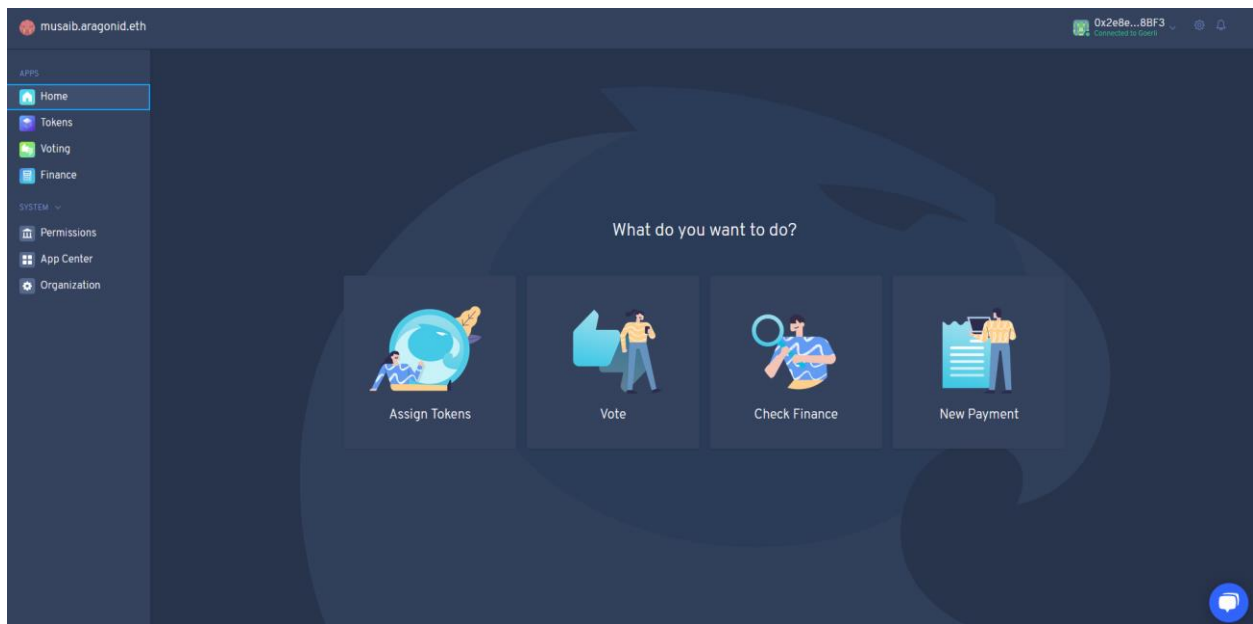 musaib.aragonid.eth
0x2e8e...8BF3
Connected to Goerli
APPS
Home
Tokens
Voting
Finance
SYSTEM
Permissions
App Center
Organization
What do you want to do?
Assign Tokens
Vote
Check Finance
New Payment